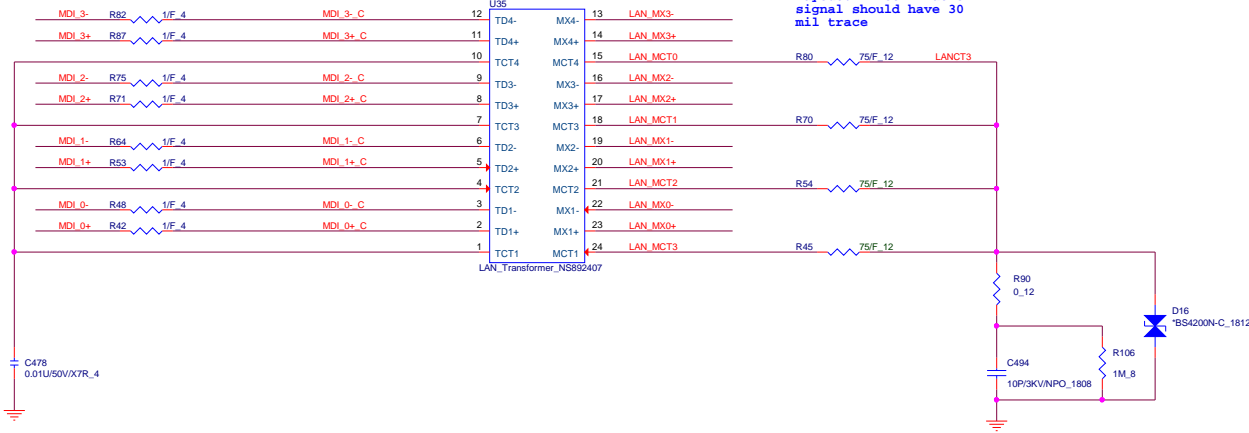 signal should have 30
mil trace
U35
MDI_3- R82 1/F_4 MDI_3-_C 12 TD4- MX4- 13 LAN_MX3-
MDI_3+ R87 1/F_4 MDI_3+_C 11 TD4+ MX4+ 14 LAN_MX3+
10 TCT4 MCT4 15 LAN_MCT0 R80 75/F_12 LANCT3
MDI_2- R75 1/F_4 MDI_2-_C 9 TD3- MX3- 16 LAN_MX2-
MDI_2+ R71 1/F_4 MDI_2+_C 8 TD3+ MX3+ 17 LAN_MX2+
7 TCT3 MCT3 18 LAN_MCT1 R70 75/F_12
MDI_1- R64 1/F_4 MDI_1-_C 6 TD2- MX2- 19 LAN_MX1-
MDI_1+ R53 1/F_4 MDI_1+_C 5 TD2+ MX2+ 20 LAN_MX1+
4 TCT2 MCT2 21 LAN_MCT2 R54 75/F_12
MDI_0- R48 1/F_4 MDI_0-_C 3 TD1- MX1- 22 LAN_MX0-
MDI_0+ R42 1/F_4 MDI_0+_C 2 TD1+ MX1+ 23 LAN_MX0+
1 TCT1 MCT1 24 LAN_MCT3 R45 75/F_12
LAN_Transformer_NS892407
R90
0_12
D16
*BS4200N-C_1812
C478
0.01U/50V/X7R_4
R106
1M_8
C494
10P/3KV/NPO_1808